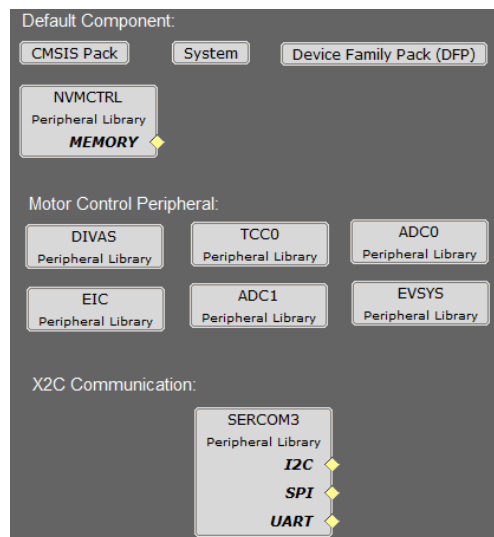 Default Component:
CMSIS Pack
System
Device Family Pack (DFP)
NVMCTRL
Peripheral Library
MEMORY
Motor Control Peripheral:
DIVAS
Peripheral Library
TCC0
Peripheral Library
ADC0
Peripheral Library
EIC
Peripheral Library
ADC1
Peripheral Library
EVSYS
Peripheral Library
X2C Communication:
SERCOM3
Peripheral Library
I2C
SPI
UART